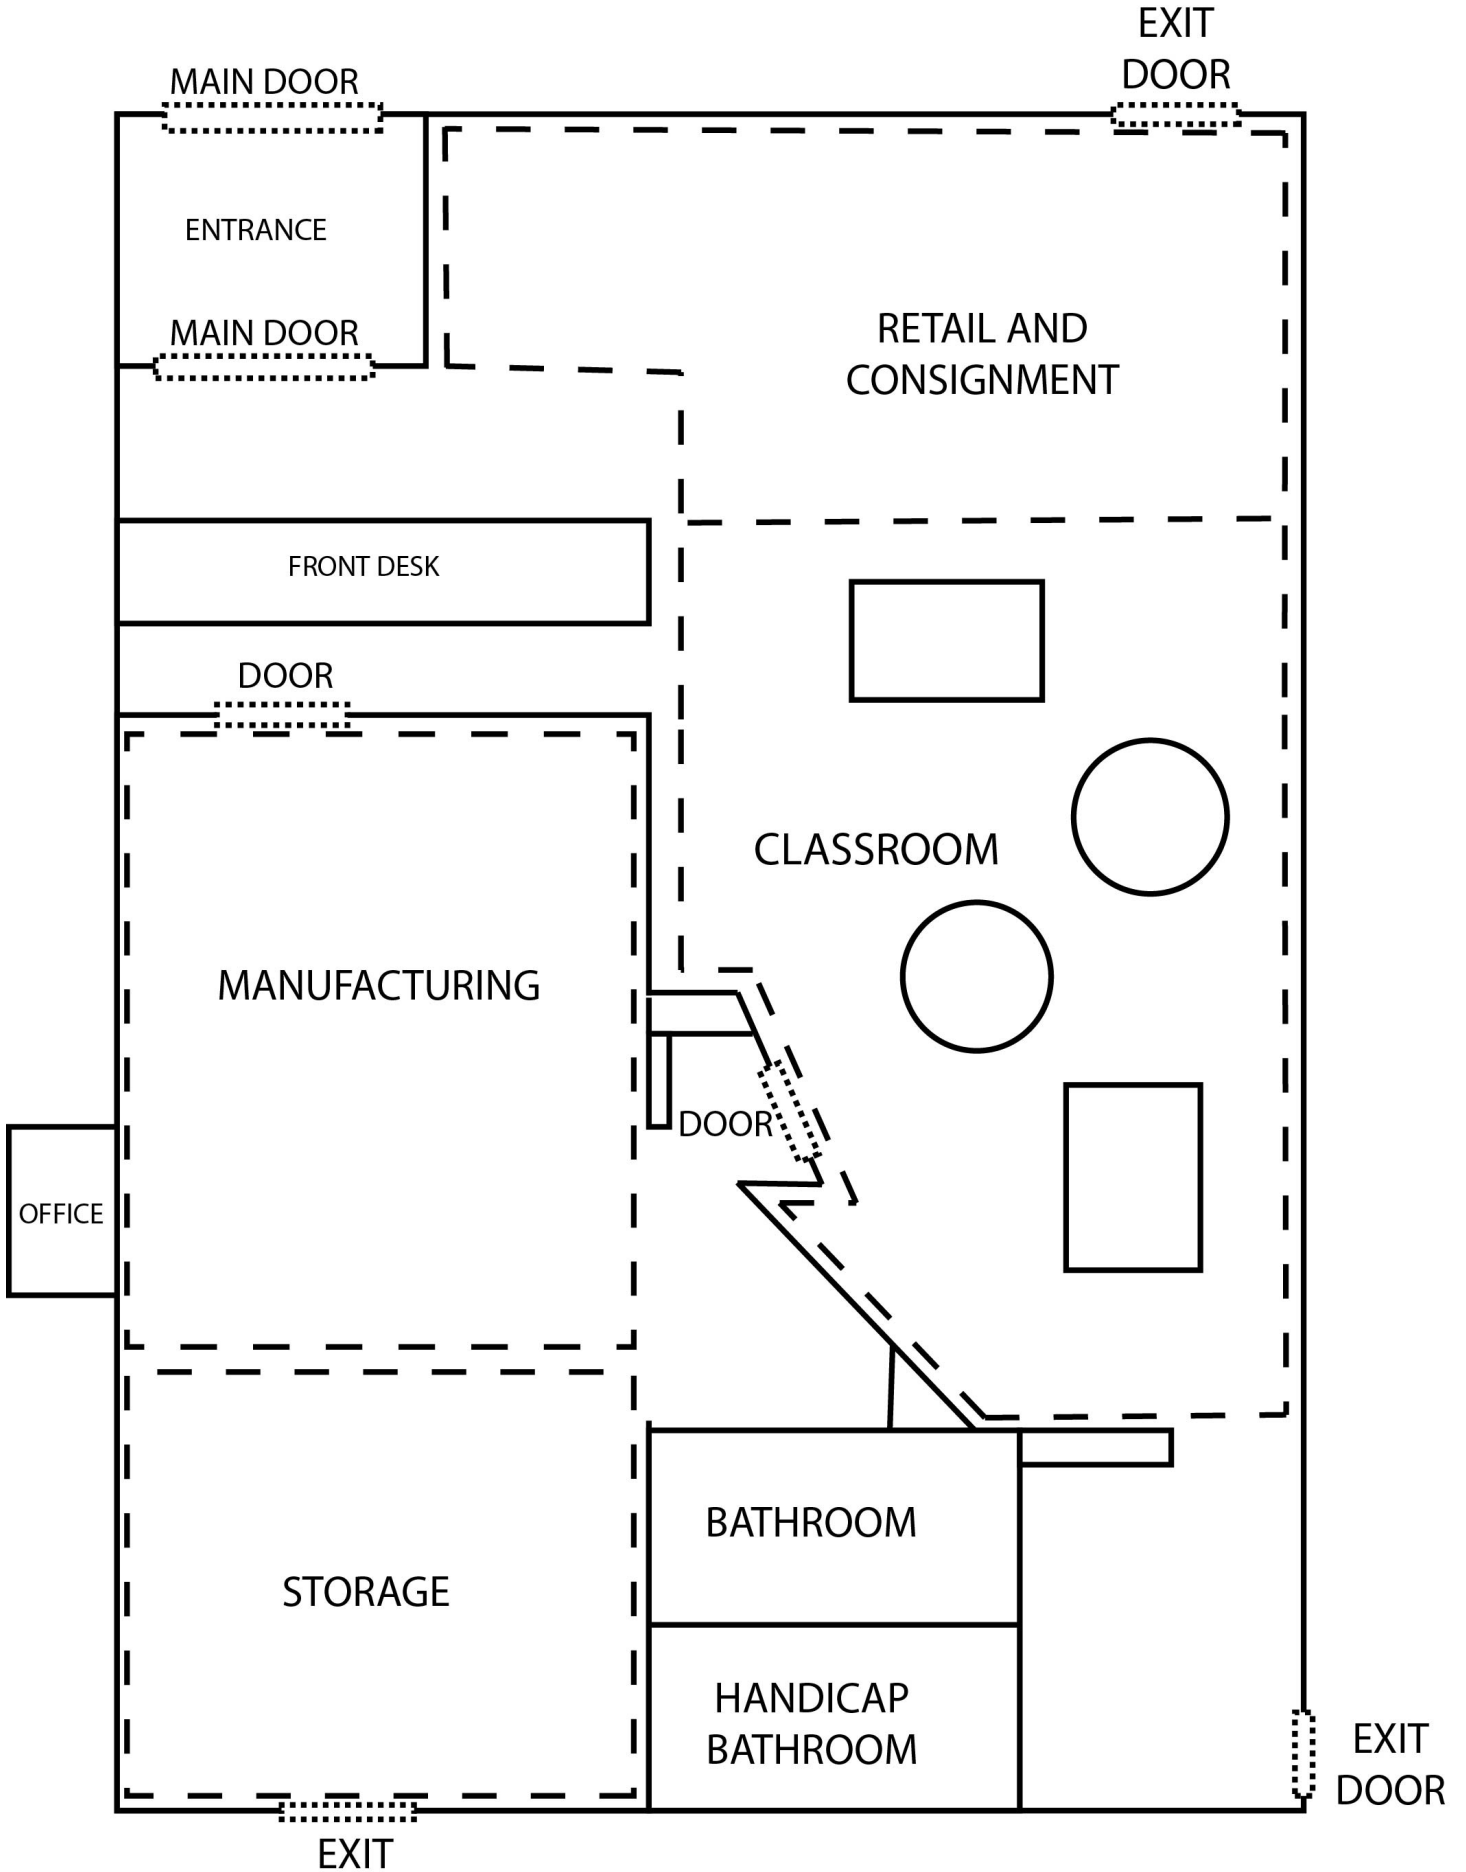 EXIT
DOOR
MAIN DOOR
ENTRANCE
MAIN DOOR
RETAIL AND
CONSIGNMENT
FRONT DESK
DOOR
CLASSROOM
MANUFACTURING
DOOR
OFFICE
BATHROOM
STORAGE
HANDICAP
BATHROOM
EXIT
DOOR
EXIT